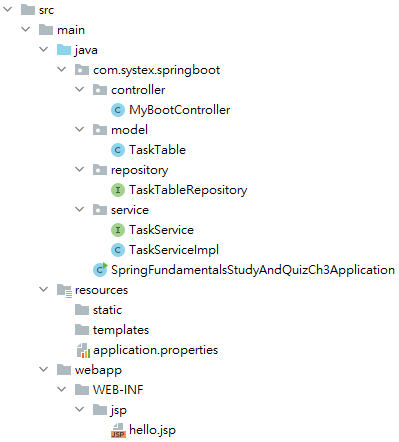 src
main
java
com.systex.springboot
controller
MyBootController
model
TaskTable
repository
TaskTableRepository
service
TaskService
TaskServiceImpl
SpringFundamentalsStudyAndQuizCh3Application
resources
static
templates
application.properties
webapp
WEB-INF
jsp
hello.jsp